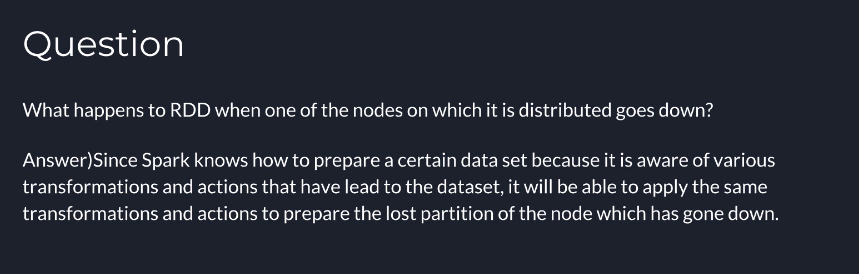 Question
What happens to RDD when one of the nodes on which it is distributed goes down?
Answer)Since Spark knows how to prepare a certain data set because it is aware of various
transformations and actions that have lead to the dataset, it will be able to apply the same
transformations and actions to prepare the lost partition of the node which has gone down.